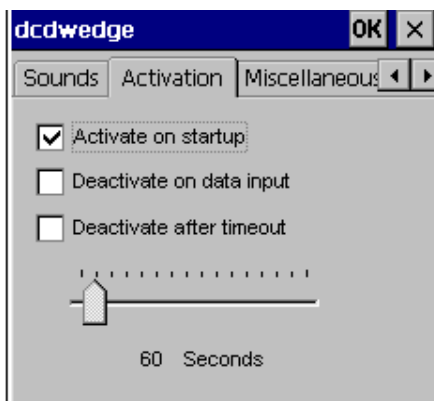 dcdwedge OK ×
Sounds Activation Miscellaneous
Activate on startup
Deactivate on data input
Deactivate after timeout
60 Seconds